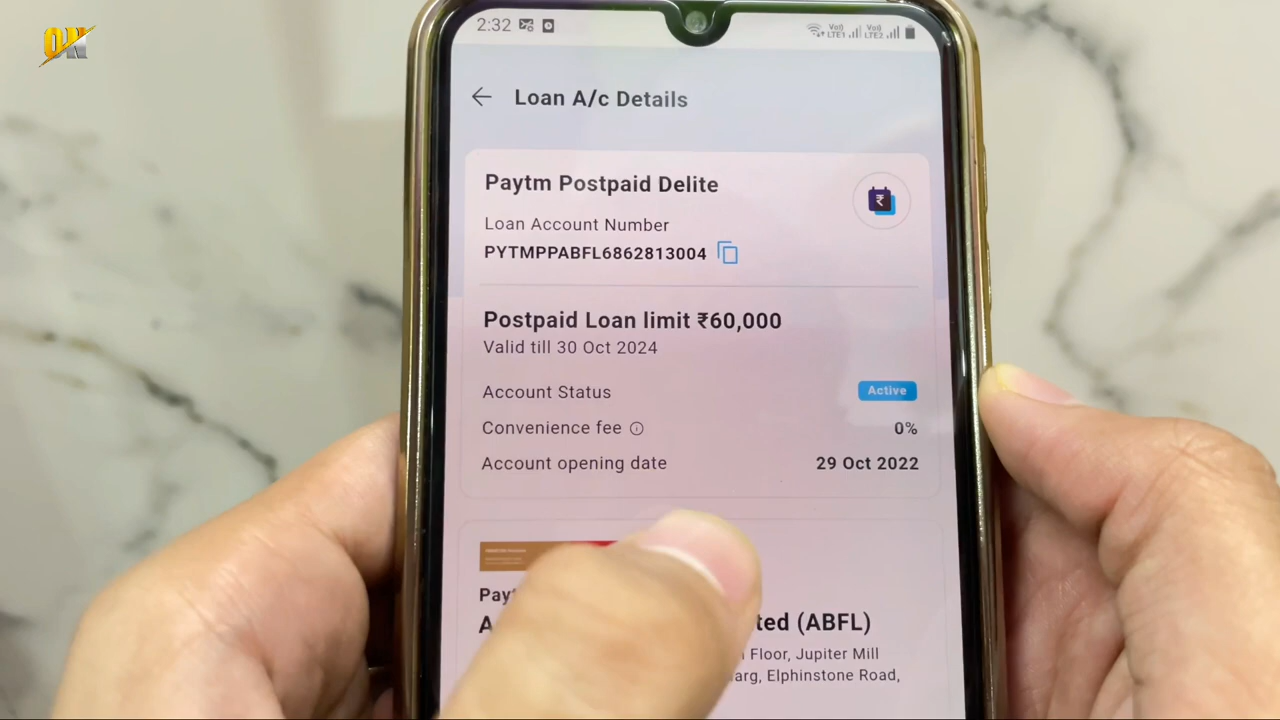 ON
2:32
Loan A/c Details
Paytm Postpaid Delite
Loan Account Number
PYTMPPABFL6862813004
Postpaid Loan limit ₹60,000
Valid till 30 Oct 2024
Account Status Active
Convenience fee 0%
Account opening date 29 Oct 2022
ted (ABFL)
Floor, Jupiter Mill
arg, Elphinstone Road,